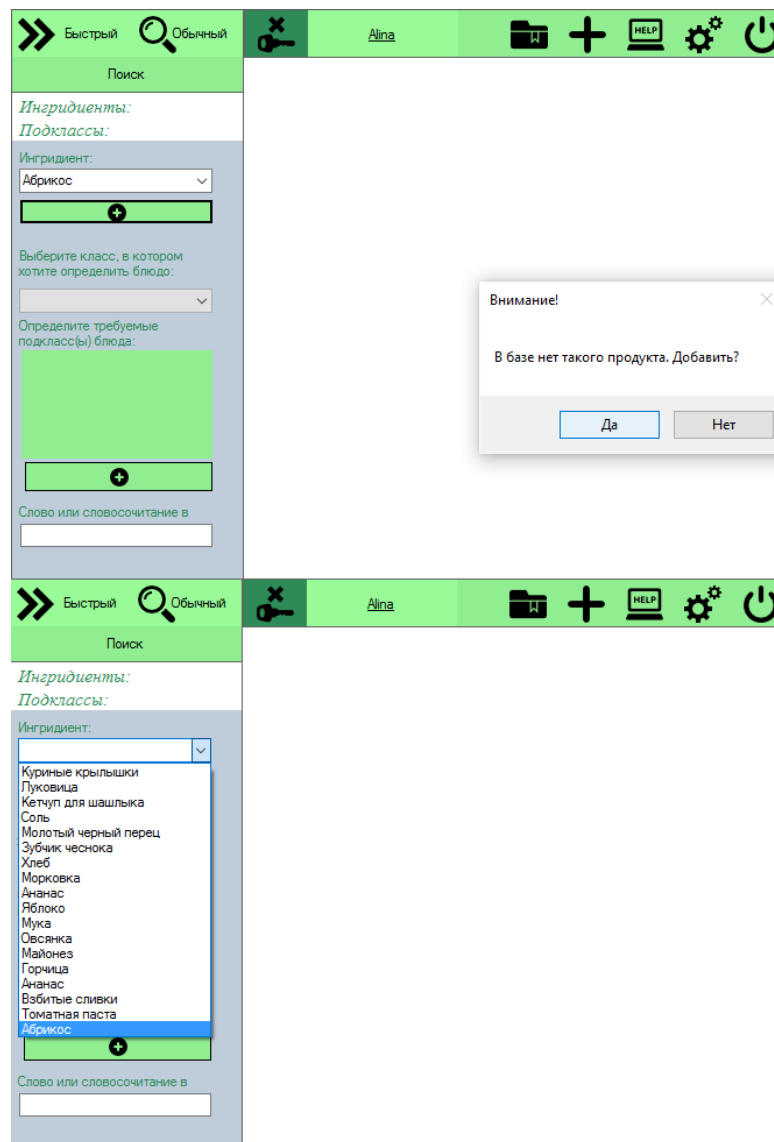 Быстрый Обычный Alina HELP
Поиск
Ингридиенты:
Подклассы:
Ингридиент:
Абрикос
Выберите класс, в котором
хотите определить блюдо:
Определите требуемые
подкласс(ы) блюда:
Слово или словосочитание в
Внимание!
В базе нет такого продукта. Добавить?
Да Нет
Быстрый Обычный Alina HELP
Поиск
Ингридиенты:
Подклассы:
Ингридиент:
Куриные крылышки
Луковица
Кетчуп для шашлыка
Соль
Молотый черный перец
Зубчик чеснока
Хлеб
Морковка
Ананас
Яблоко
Мука
Овсянка
Майонез
Горчица
Ананас
Взбитые сливки
Томатная паста
Абрикос
Слово или словосочитание в